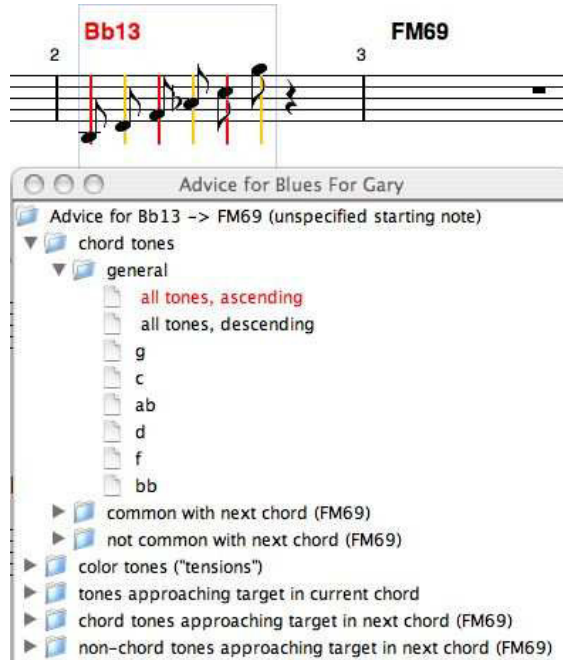 Bb13 FM69
2 3
Advice for Blues For Gary
Advice for Bb13 -> FM69 (unspecified starting note)
chord tones
general
all tones, ascending
all tones, descending
g
c
ab
d
f
bb
common with next chord (FM69)
not common with next chord (FM69)
color tones ("tensions")
tones approaching target in current chord
chord tones approaching target in next chord (FM69)
non-chord tones approaching target in next chord (FM69)